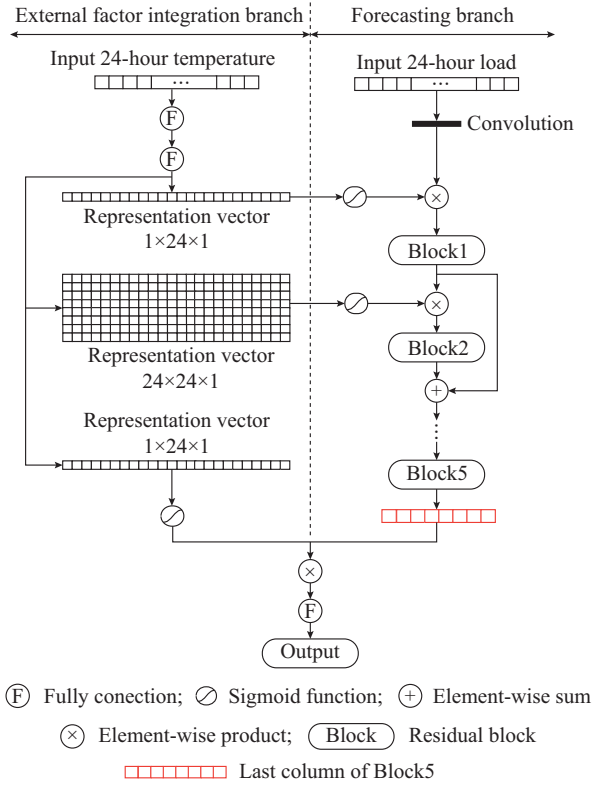 External factor integration branch
Forecasting branch
Input 24-hour temperature
Input 24-hour load
...
...
F
Convolution
F
×
Representation vector
1×24×1
Block1
×
Representation vector
24×24×1
Block2
+
Representation vector
1×24×1
Block5
×
F
Output
F Fully conection; Sigmoid function; + Element-wise sum
× Element-wise product; Block Residual block
Last column of Block5